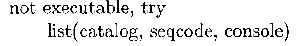 not executable, try
list(catalog, seqcode, console)